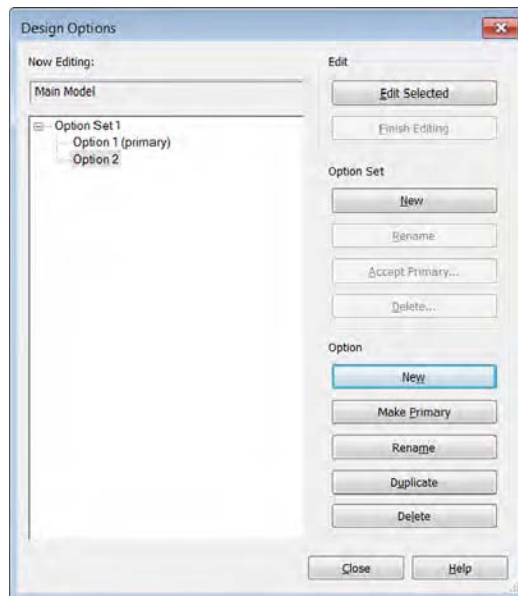 Design Options
Now Editing:
Main Model
Option Set 1
Option 1 (primary)
Option 2
Edit
Edit Selected
Finish Editing
Option Set
New
Rename
Accept Primary...
Delete...
Option
New
Make Primary
Rename
Duplicate
Delete
Close
Help